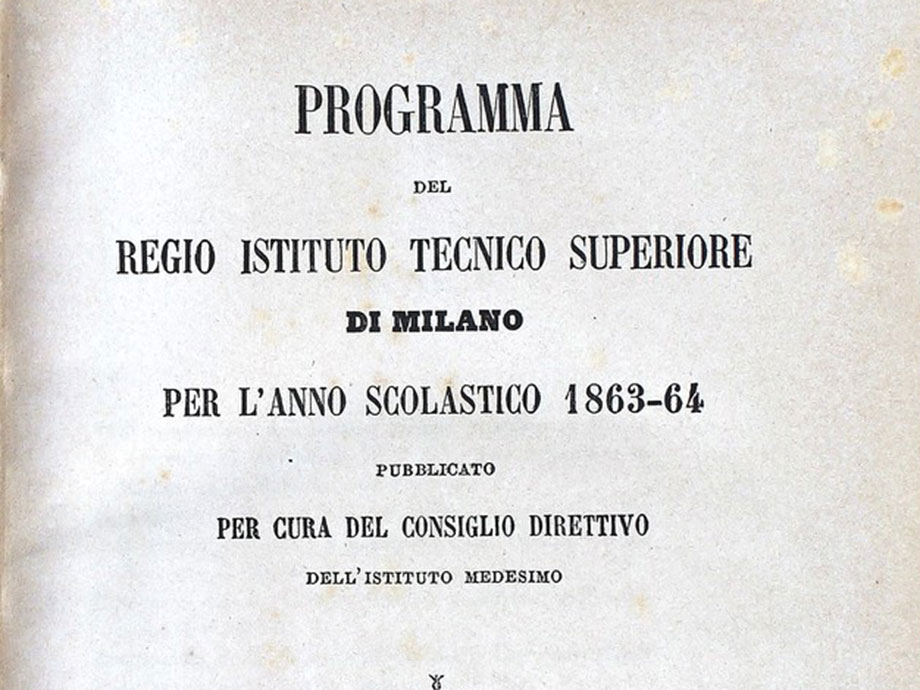 PROGRAMMA
DEL
REGIO ISTITUTO TECNICO SUPERIORE
DI MILANO
PER L'ANNO SCOLASTICO 1863-64
PUBBLICATO
PER CURA DEL CONSIGLIO DIRETTIVO
DELL'ISTITUTO MEDESIMO